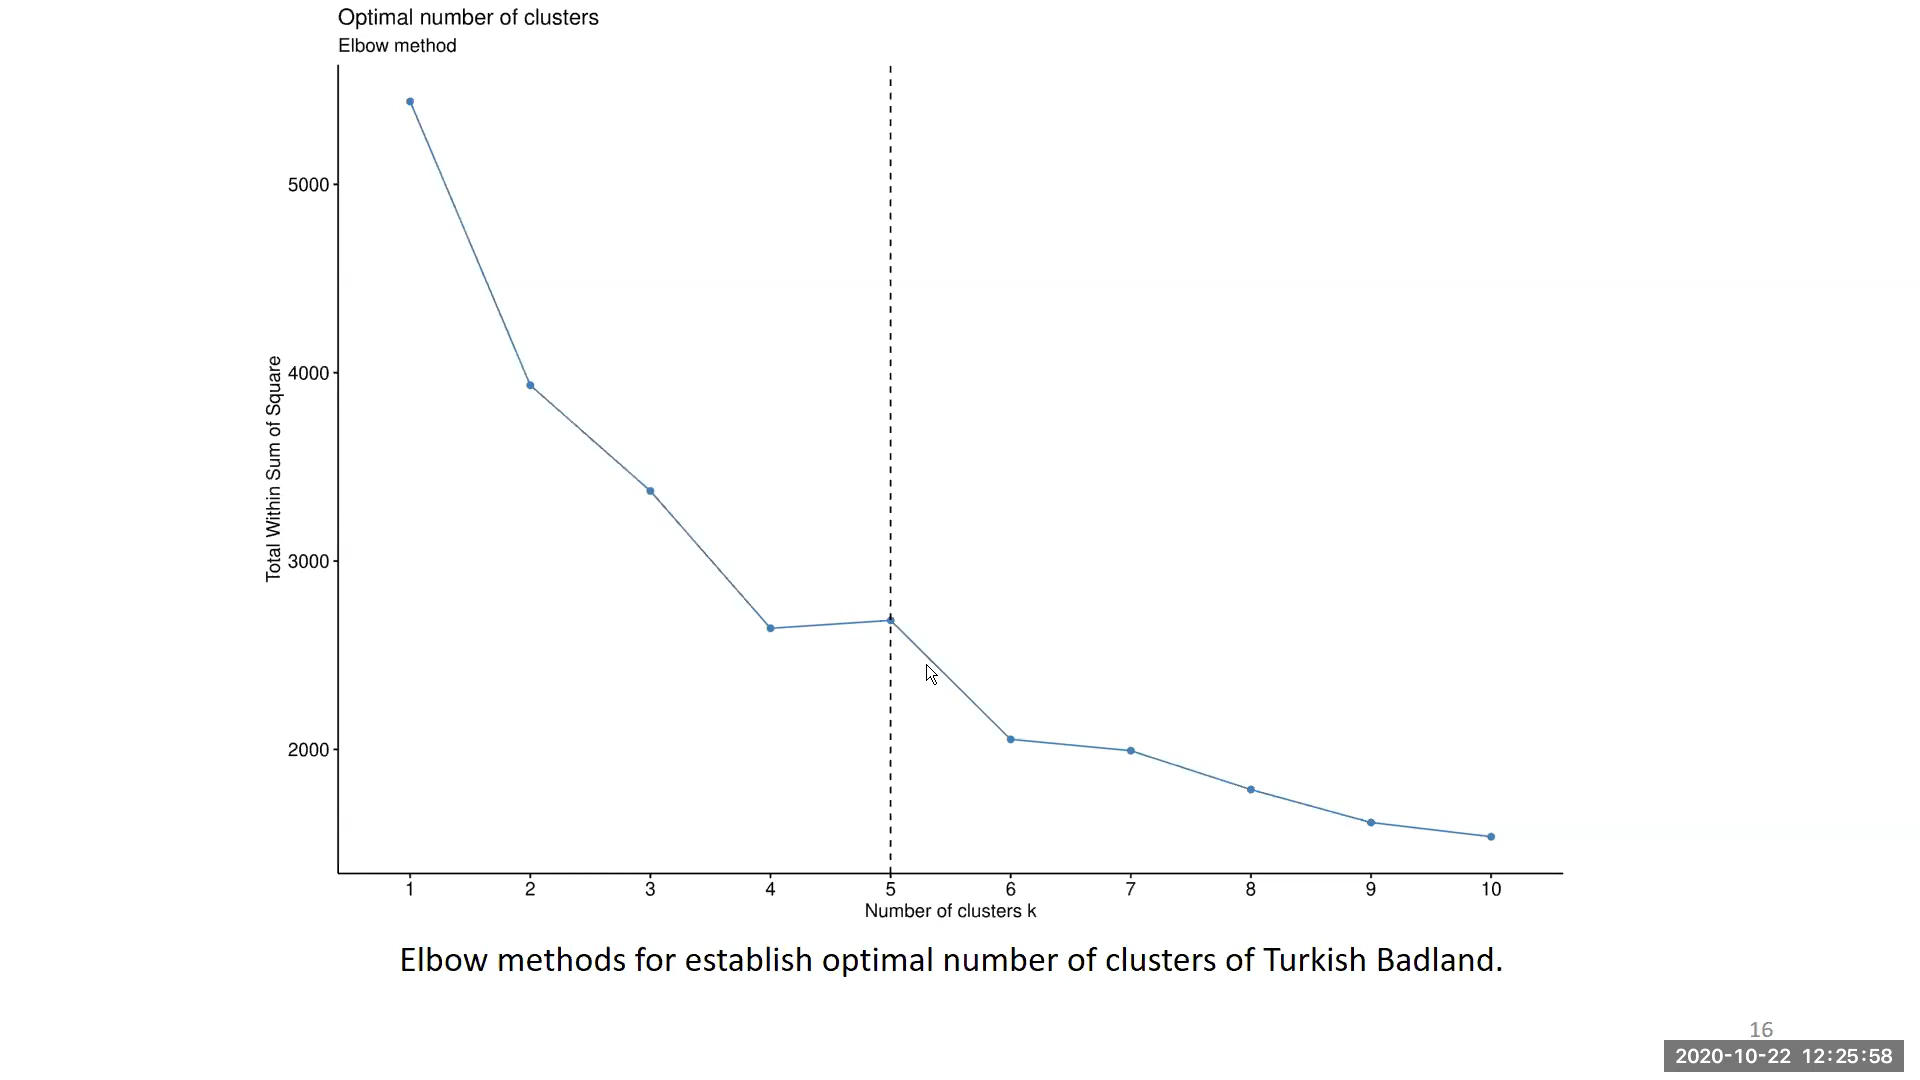 Optimal number of clusters
Elbow method
Total Within Sum of Square
5000
4000
3000
2000
1 2 3 4 5 6 7 8 9 10
Number of clusters k
Elbow methods for establish optimal number of clusters of Turkish Badland.
16
2020-10-22 12:25:58